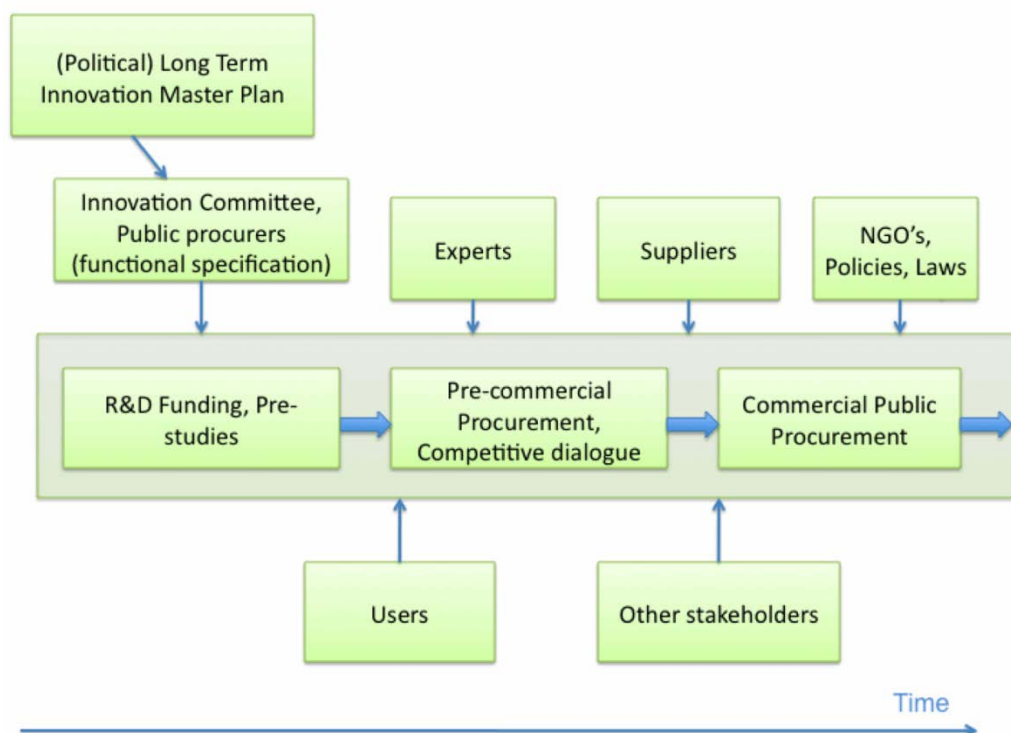 (Political) Long Term
Innovation Master Plan
Innovation Committee,
Public procurers
(functional specification)
Experts
Suppliers
NGO's,
Policies, Laws
R&D Funding, Pre-
studies
Pre-commercial
Procurement,
Competitive dialogue
Commercial Public
Procurement
Users
Other stakeholders
Time